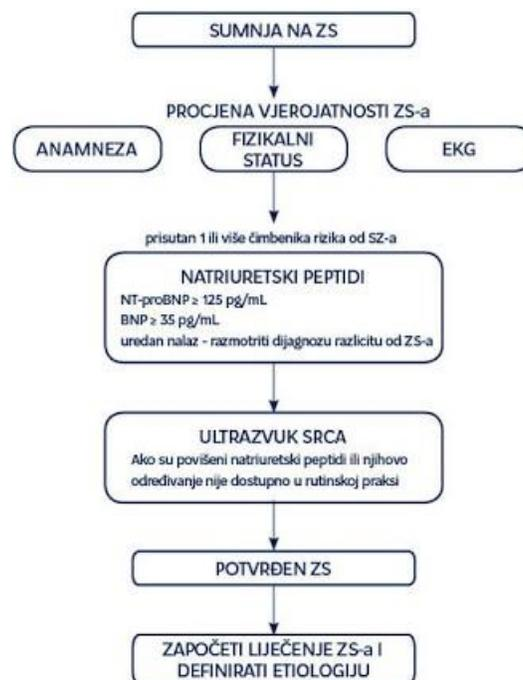 SUMNJA NA ZS
PROCJENA VJEROJATNOSTI ZS-a
ANAMNEZA
FIZIKALNI
STATUS
EKG
prisutan 1 ili više čimbenika rizika od SZ-a
NATRIURETSKI PEPTIDI
NT-proBNP ≥ 125 pg/mL
BNP ≥ 35 pg/mL
uredan nalaz - razmotriti dijagnozu razlicitu od ZS-a
ULTRAZVUK SRCA
Ako su povišeni natriuretski peptidi ili njihovo
određivanje nije dostupno u rutinskoj praksi
POTVRĐEN ZS
ZAPOČETI LIJEČENJE ZS-a I
DEFINIRATI ETIOLOGIJU